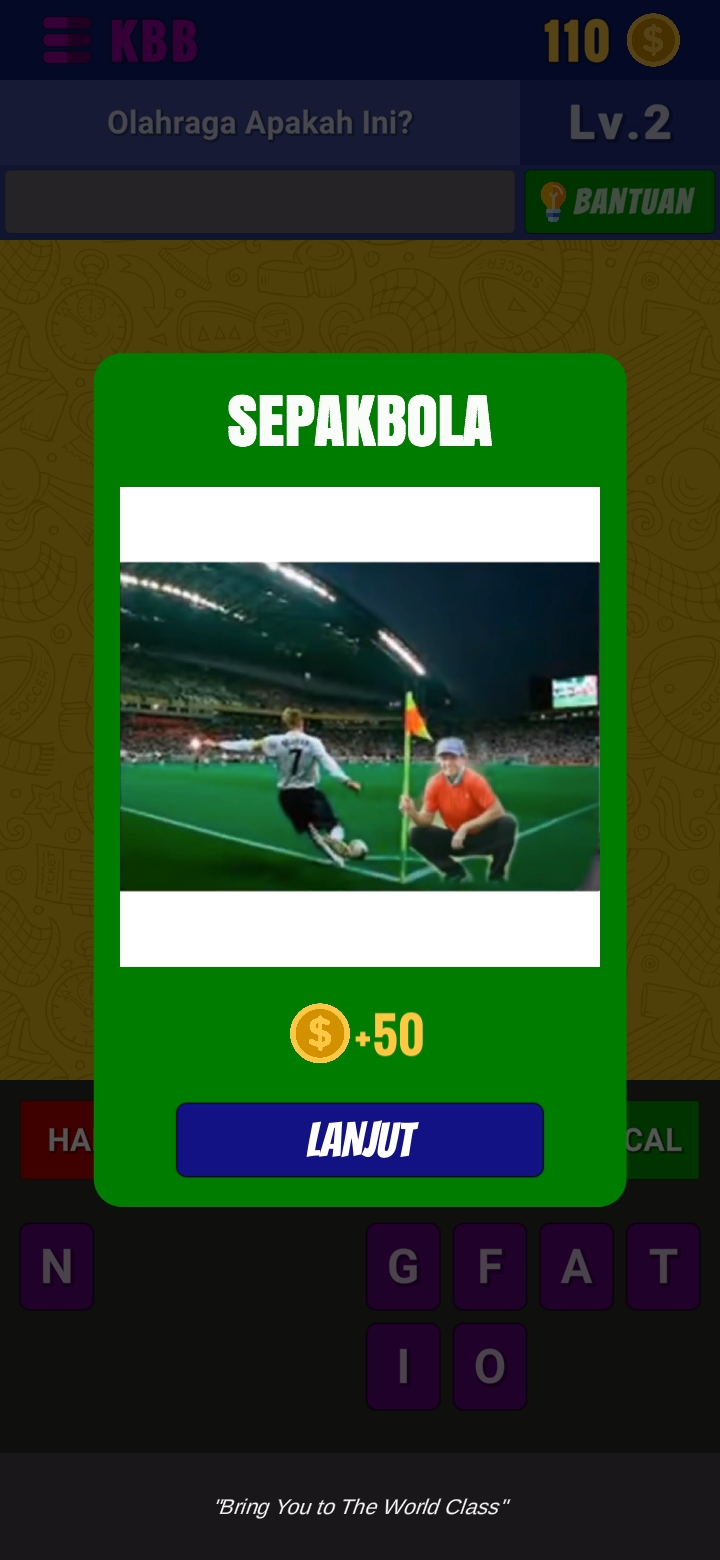 KBB
110
Olahraga Apakah Ini?
Lv.2
BANTUAN
SOCCER
SEPAKBOLA
7
+50
LANJUT
HA
CAL
N G F A T
I O
"Bring You to The World Class"